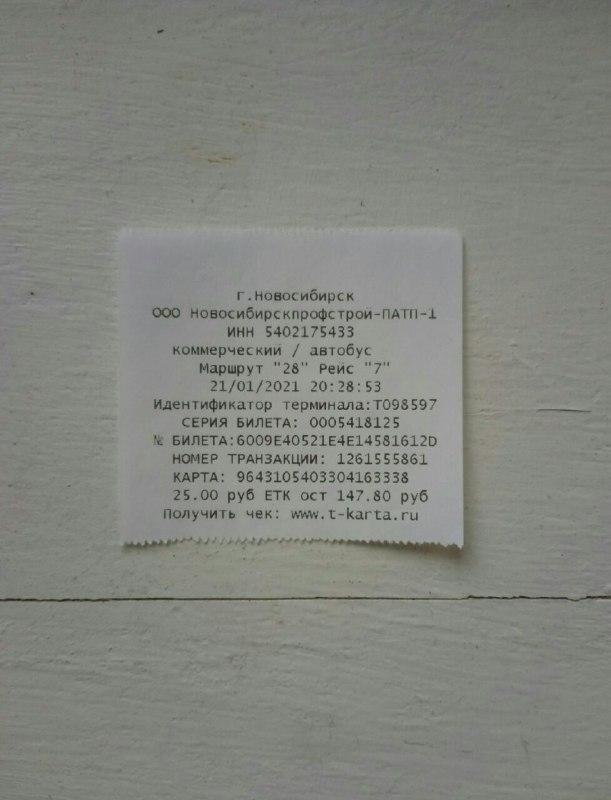 г.Новосибирск
ООО Новосибирскпрофстрой-ПАТП-1
ИНН 5402175433
коммерческий / автобус
Маршрут "28" Рейс "7"
21/01/2021 20:28:53
Идентификатор терминала:Т098597
СЕРИЯ БИЛЕТА: 0005418125
№ БИЛЕТА:6009E40521E4E14581612D
НОМЕР ТРАНЗАКЦИИ: 1261555861
КАРТА: 9643105403304163338
25.00 руб ЕТК ост 147.80 руб
Получить чек: www.t-karta.ru